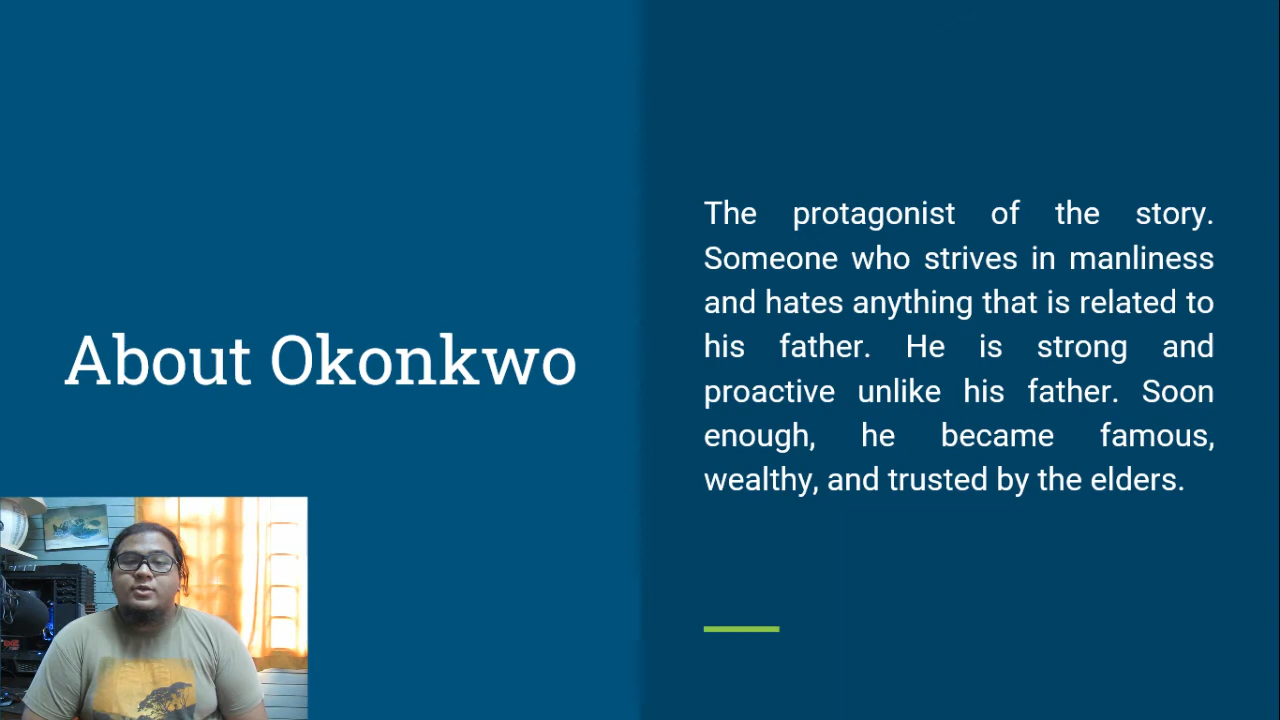 About Okonkwo
The protagonist of the story.
Someone who strives in manliness
and hates anything that is related to
his father. He is strong and
proactive unlike his father. Soon
enough, he became famous,
wealthy, and trusted by the elders.